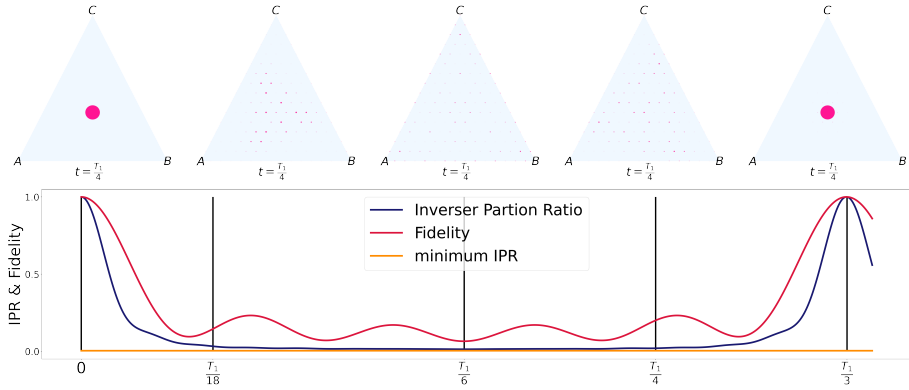 C C C C C
A B A B A B A B A B
t = T₁/4 t = T₁/4 t = T₁/4 t = T₁/4 t = T₁/4
IPR & Fidelity
1.0
0.5
0.0
Inverser Partion Ratio
Fidelity
minimum IPR
0 T₁/18 T₁/6 T₁/4 T₁/3